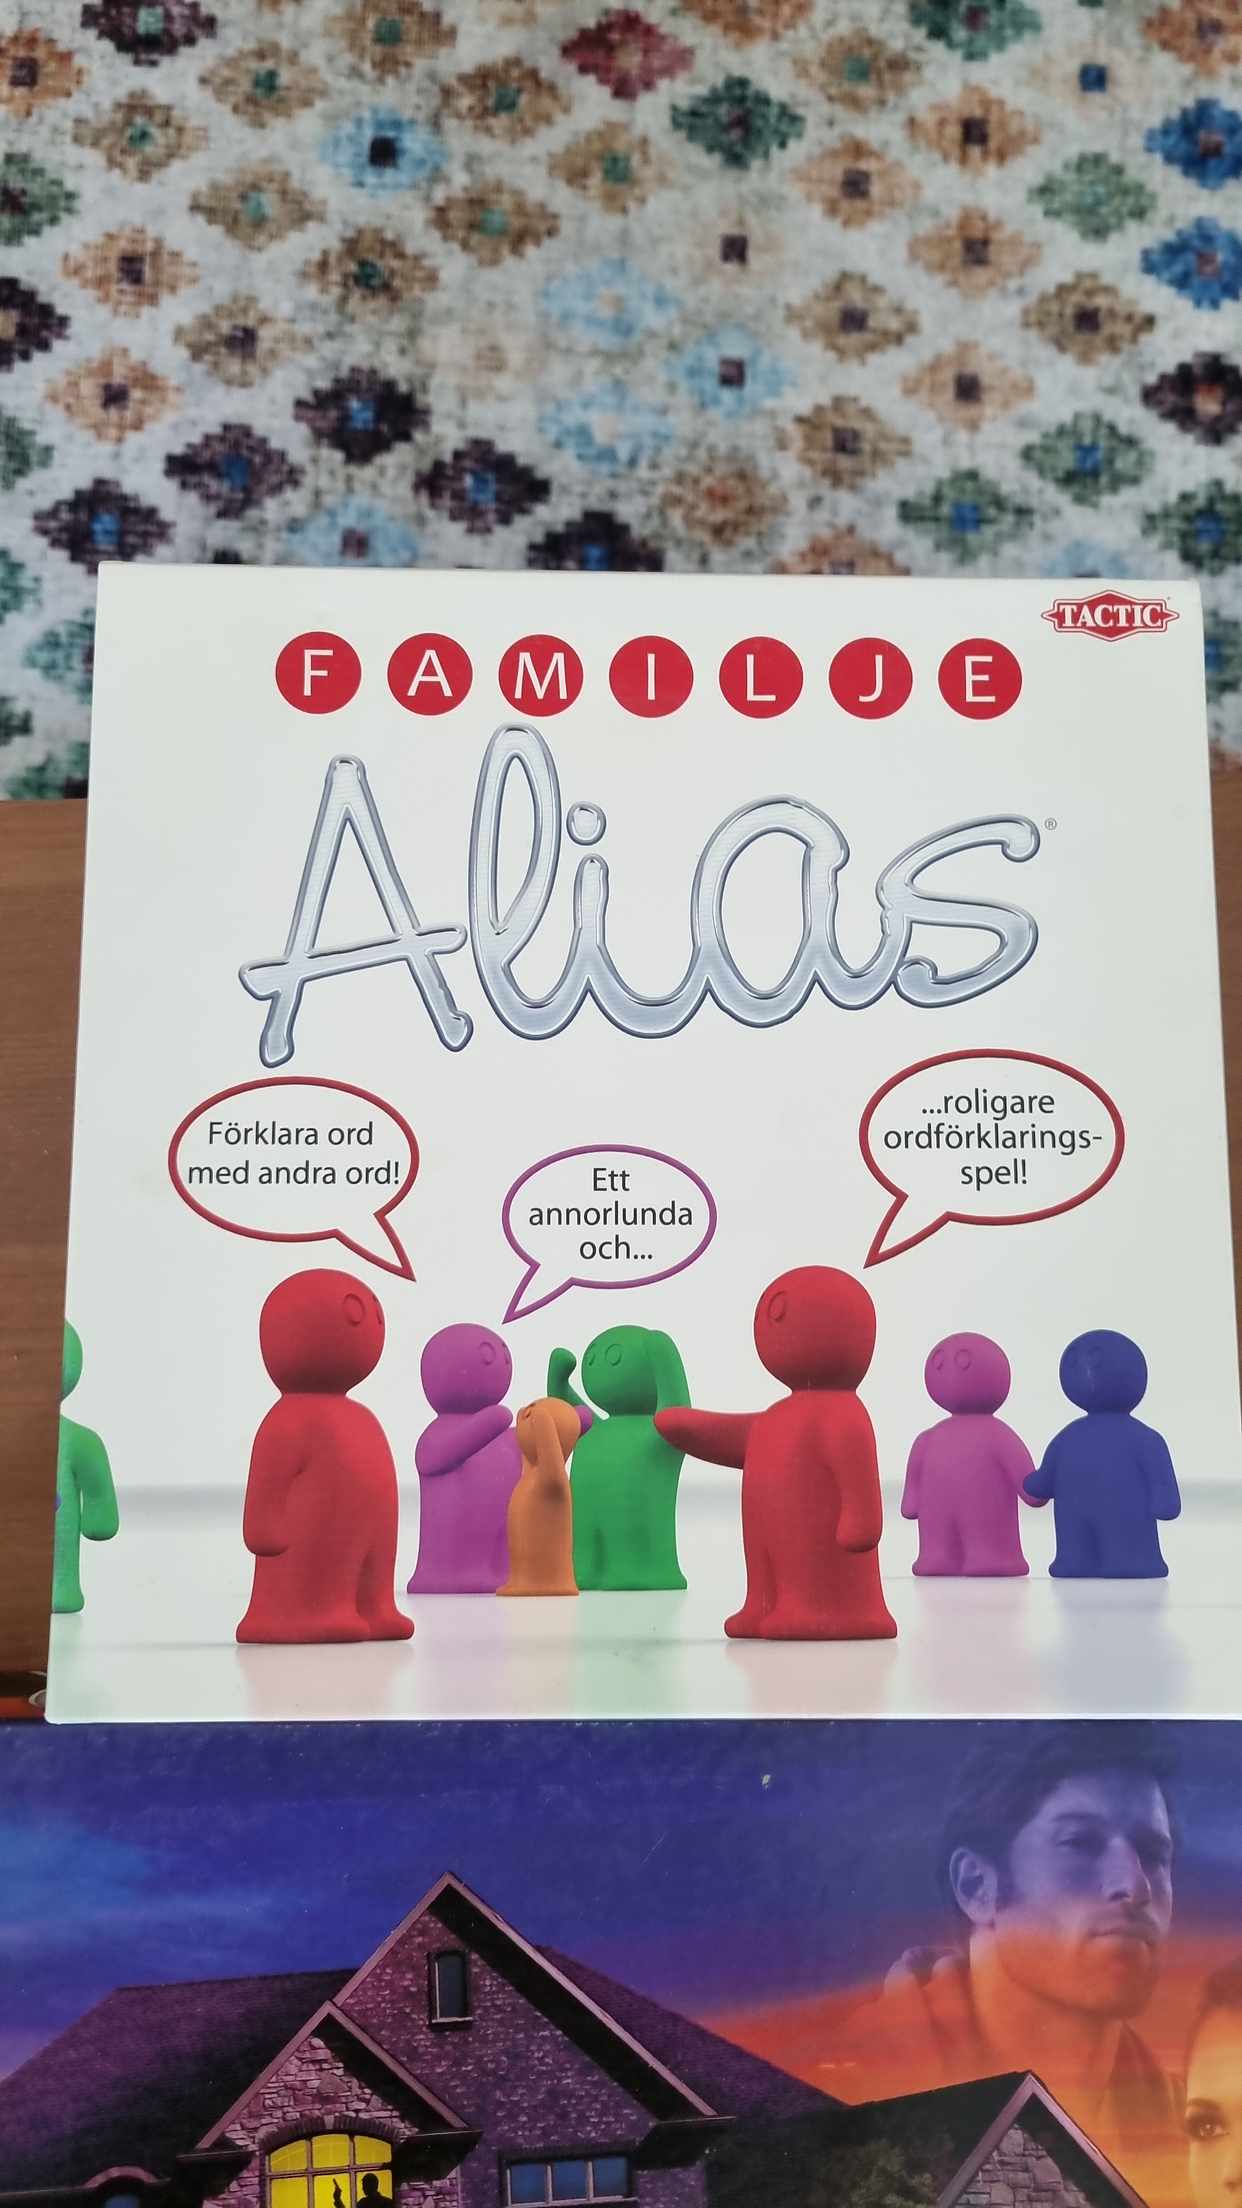 TACTIC
FAMILJE
Alias®
Förklara ord
med andra ord!
Ett
annorlunda
och...
...roligare
ordförklarings-
spel!